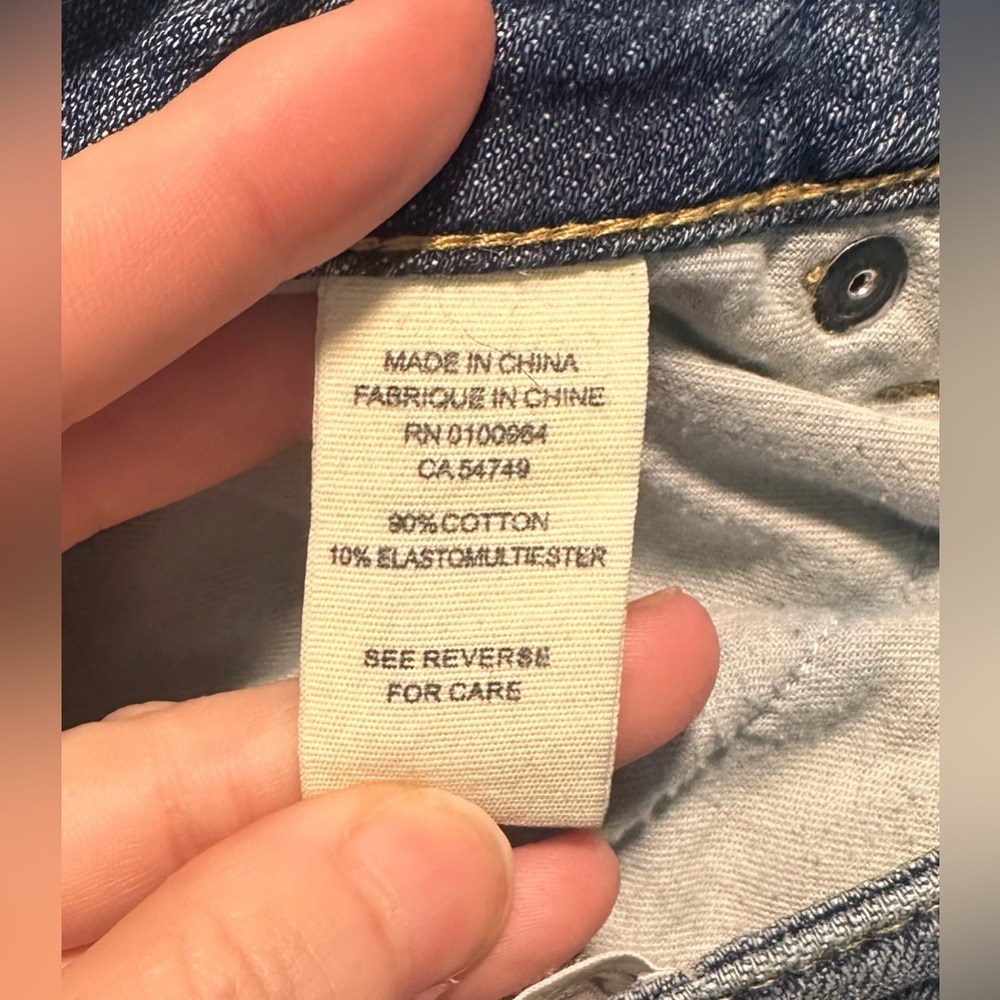 MADE IN CHINA
FABRIQUE IN CHINE
RN 0100964
CA 54749
90% COTTON
10% ELASTOMULTIESTER
SEE REVERSE
FOR CARE